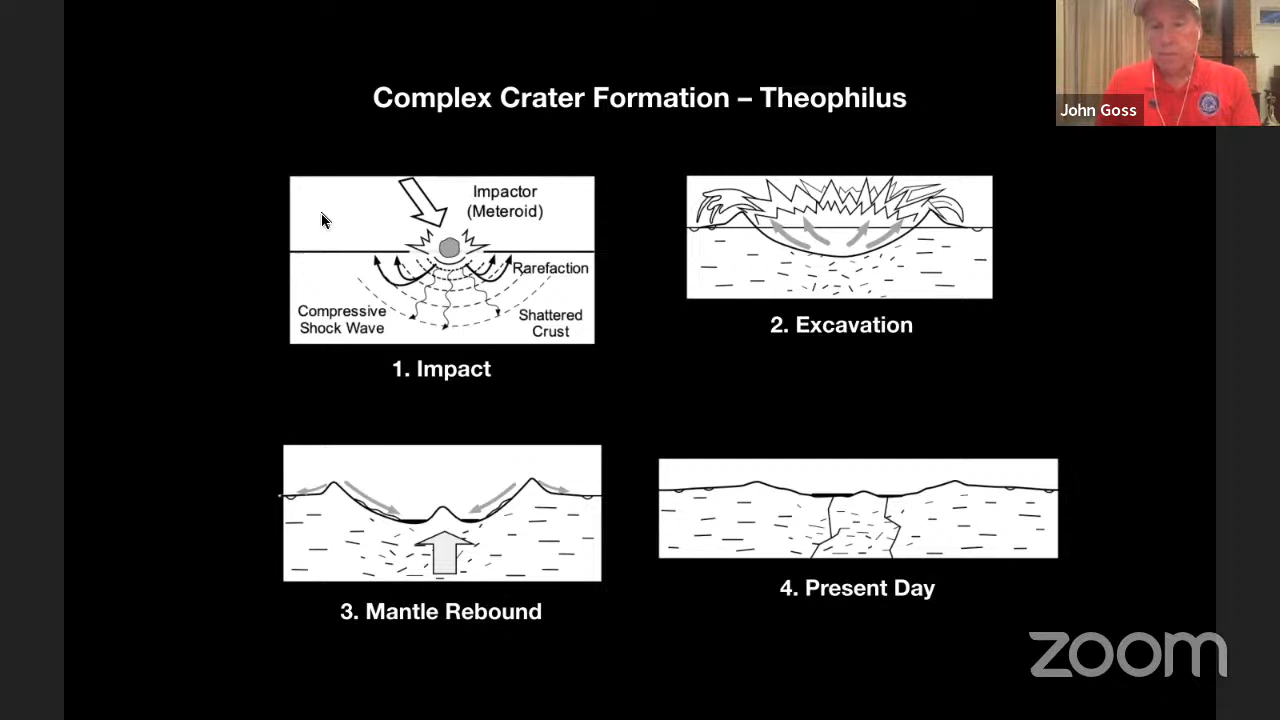 John Goss
Complex Crater Formation – Theophilus
Impactor
(Meteroid)
Rarefaction
Compressive
Shock Wave
Shattered
Crust
1. Impact
2. Excavation
3. Mantle Rebound
4. Present Day
zoom